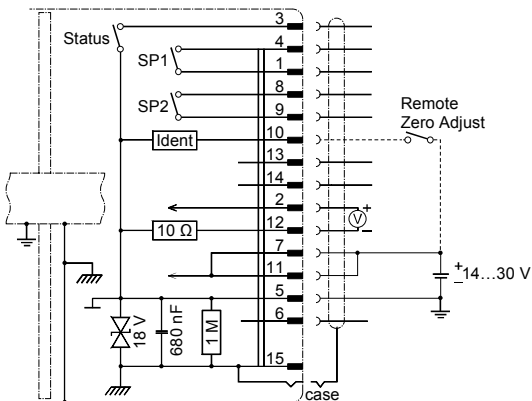 Status
SP1
SP2
Ident
10 Ω
18 V
680 nF
1 M
3
4
1
8
9
10
13
14
2
12
7
11
5
6
15
V
+
–
Remote
Zero Adjust
+
–
14...30 V
case